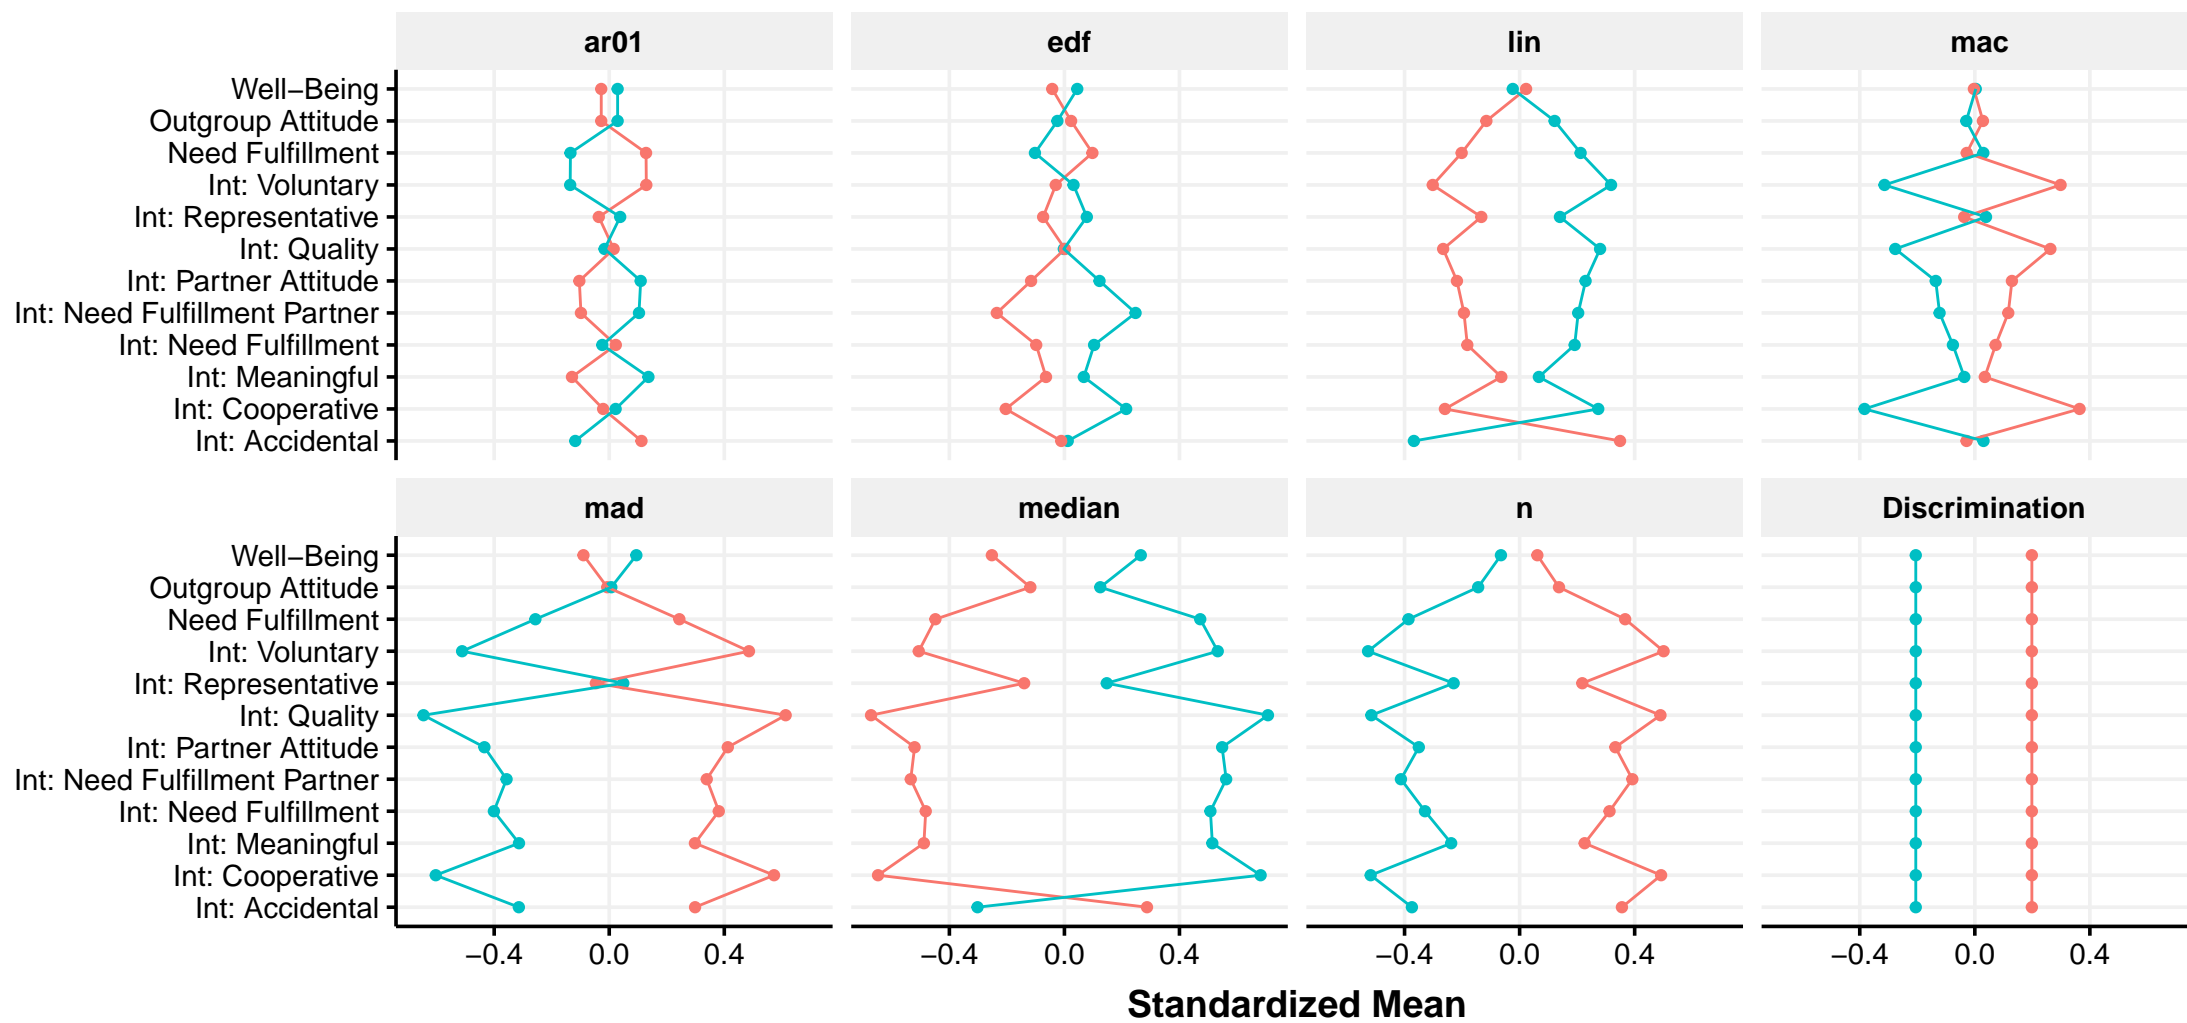 ar01 edf lin mac
Well−Being
Outgroup Attitude
Need Fulfillment
Int: Voluntary
Int: Representative
Int: Quality
Int: Partner Attitude
Int: Need Fulfillment Partner
Int: Need Fulfillment
Int: Meaningful
Int: Cooperative
Int: Accidental
mad median n Discrimination
Well−Being
Outgroup Attitude
Need Fulfillment
Int: Voluntary
Int: Representative
Int: Quality
Int: Partner Attitude
Int: Need Fulfillment Partner
Int: Need Fulfillment
Int: Meaningful
Int: Cooperative
Int: Accidental
−0.4 0.0 0.4 −0.4 0.0 0.4 −0.4 0.0 0.4 −0.4 0.0 0.4
Standardized Mean